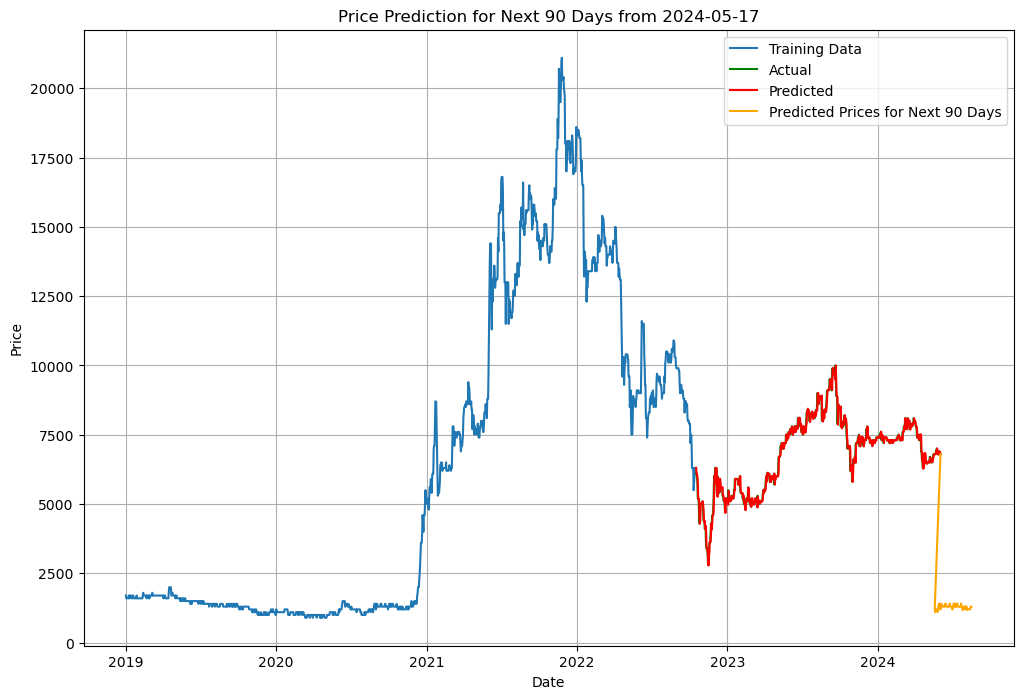 Price Prediction for Next 90 Days from 2024-05-17
Training Data
Actual
Predicted
Predicted Prices for Next 90 Days
Price
20000
17500
15000
12500
10000
7500
5000
2500
0
2019
2020
2021
2022
2023
2024
Date